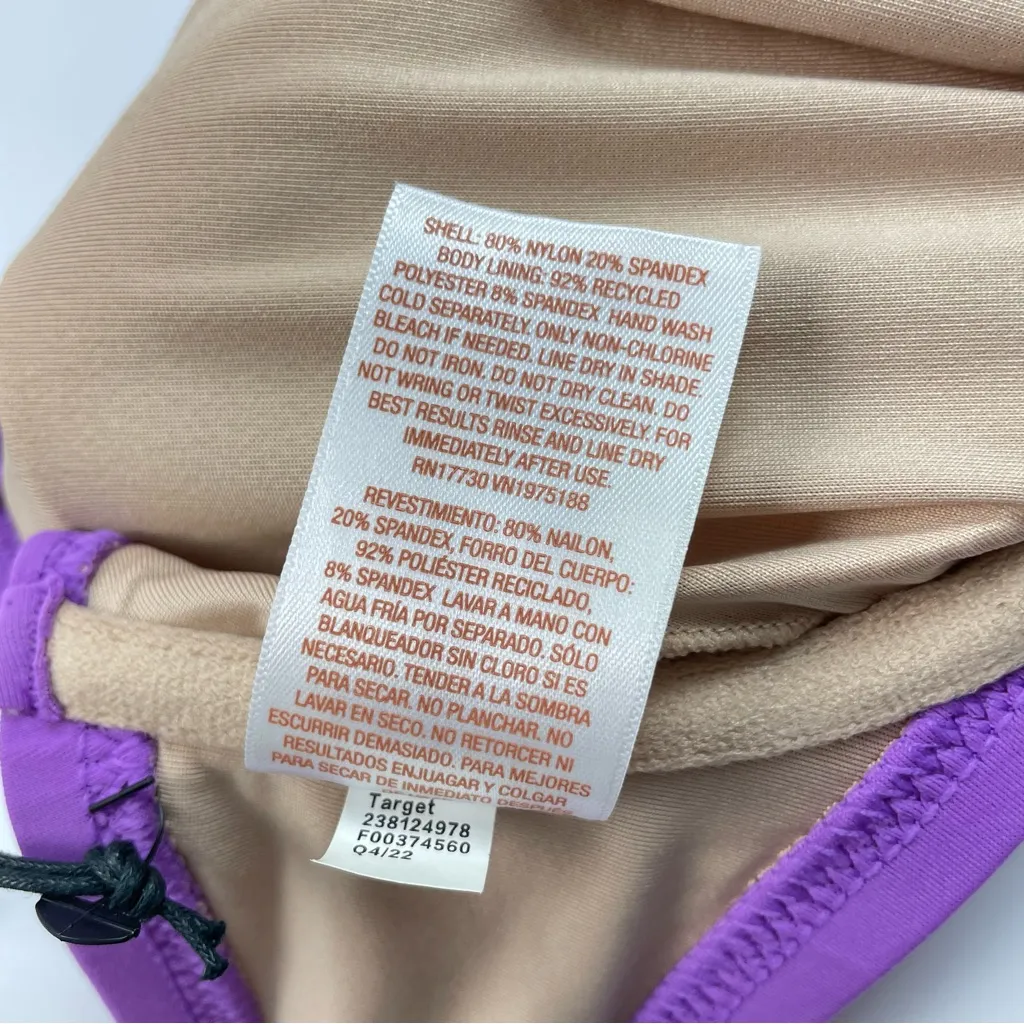 SHELL: 80% NYLON 20% SPANDEX
BODY LINING: 92% RECYCLED
POLYESTER 8% SPANDEX HAND WASH
COLD SEPARATELY. ONLY NON-CHLORINE
BLEACH IF NEEDED. LINE DRY IN SHADE.
DO NOT IRON. DO NOT DRY CLEAN. DO
NOT WRING OR TWIST EXCESSIVELY. FOR
BEST RESULTS RINSE AND LINE DRY
IMMEDIATELY AFTER USE.
RN17730 VN1975188
REVESTIMIENTO: 80% NAILON,
20% SPANDEX, FORRO DEL CUERPO:
92% POLIÉSTER RECICLADO,
8% SPANDEX LAVAR A MANO CON
AGUA FRÍA POR SEPARADO. SÓLO
BLANQUEADOR SIN CLORO SI ES
NECESARIO. TENDER A LA SOMBRA
PARA SECAR. NO PLANCHAR. NO
LAVAR EN SECO. NO RETORCER NI
ESCURRIR DEMASIADO. PARA MEJORES
RESULTADOS ENJUAGAR Y COLGAR
PARA SECAR DE INMEDIATO DESPUÉS
Target
238124978
F00374560
Q4/22